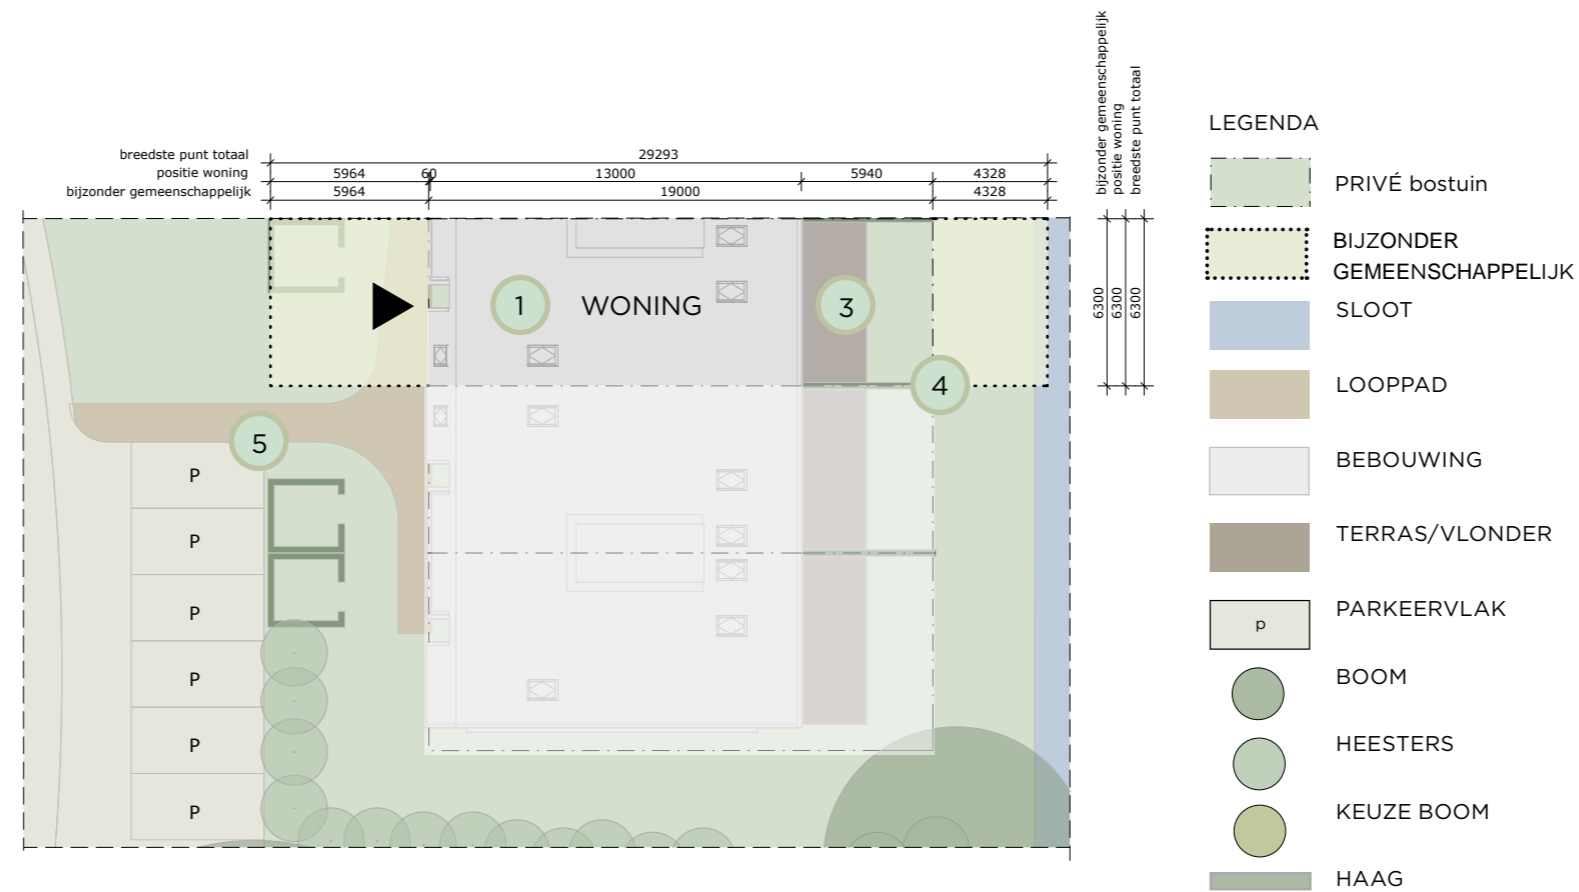 breedste punt totaal
29293
positie woning
5964 60 13000 5940 4328
bijzonder gemeenschappelijk
5964 19000 4328
bijzonder gemeenschappelijk
positie woning
breedste punt totaal
6300
6300
6300
1
WONING
3
4
5
P
P
P
P
P
P
LEGENDA
PRIVÉ bostuin
BIJZONDER
GEMEENSCHAPPELIJK
SLOOT
LOOPPAD
BEBOUWING
TERRAS/VLONDER
p
PARKEERVLAK
BOOM
HEESTERS
KEUZE BOOM
HAAG